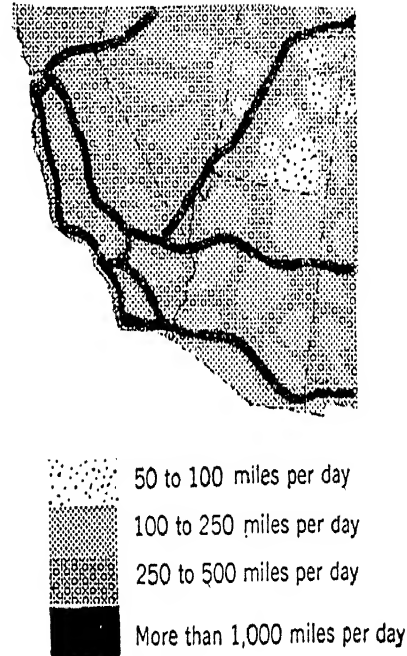 50 to 100 miles per day
100 to 250 miles per day
250 to 500 miles per day
More than 1,000 miles per day